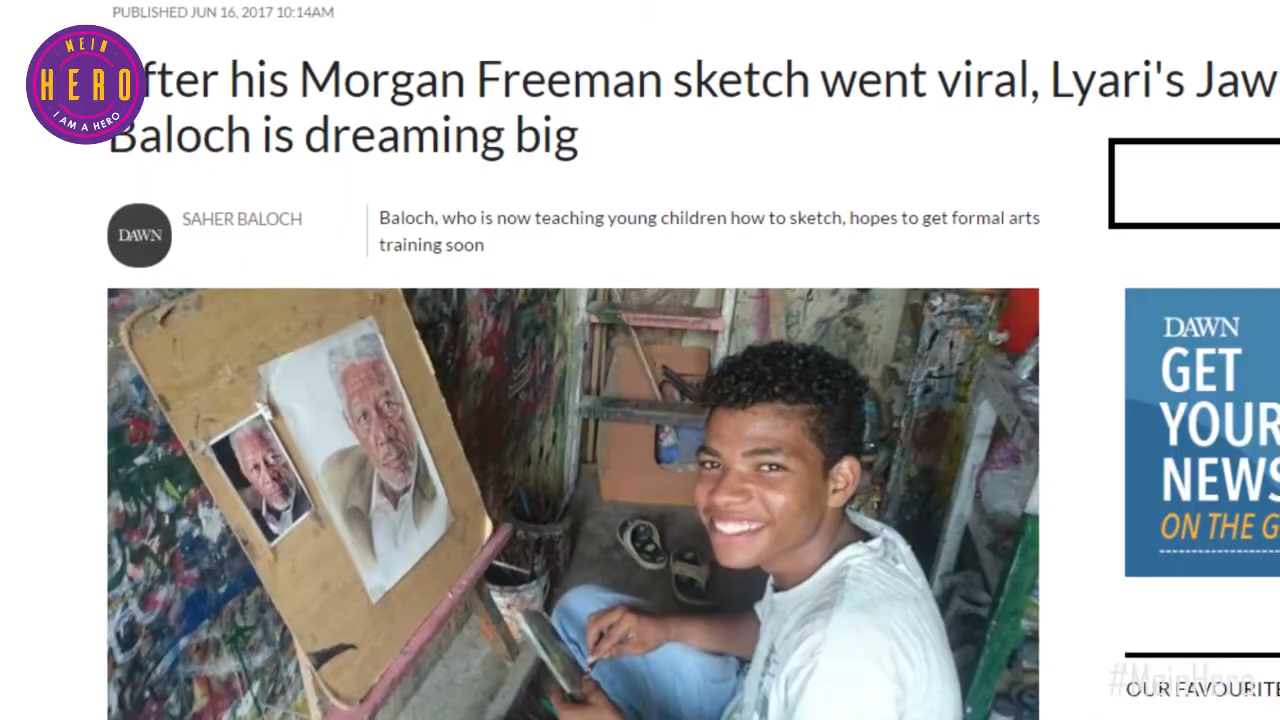 PUBLISHED JUN 16, 2017 10:14AM
MEIN
HERO
I AM A HERO
fter his Morgan Freeman sketch went viral, Lyari's Jaw
Baloch is dreaming big
DAWN
SAHER BALOCH
Baloch, who is now teaching young children how to sketch, hopes to get formal arts
training soon
DAWN
GET
YOUR
NEWS
ON THE G
#MeinHero
OUR FAVOURITE